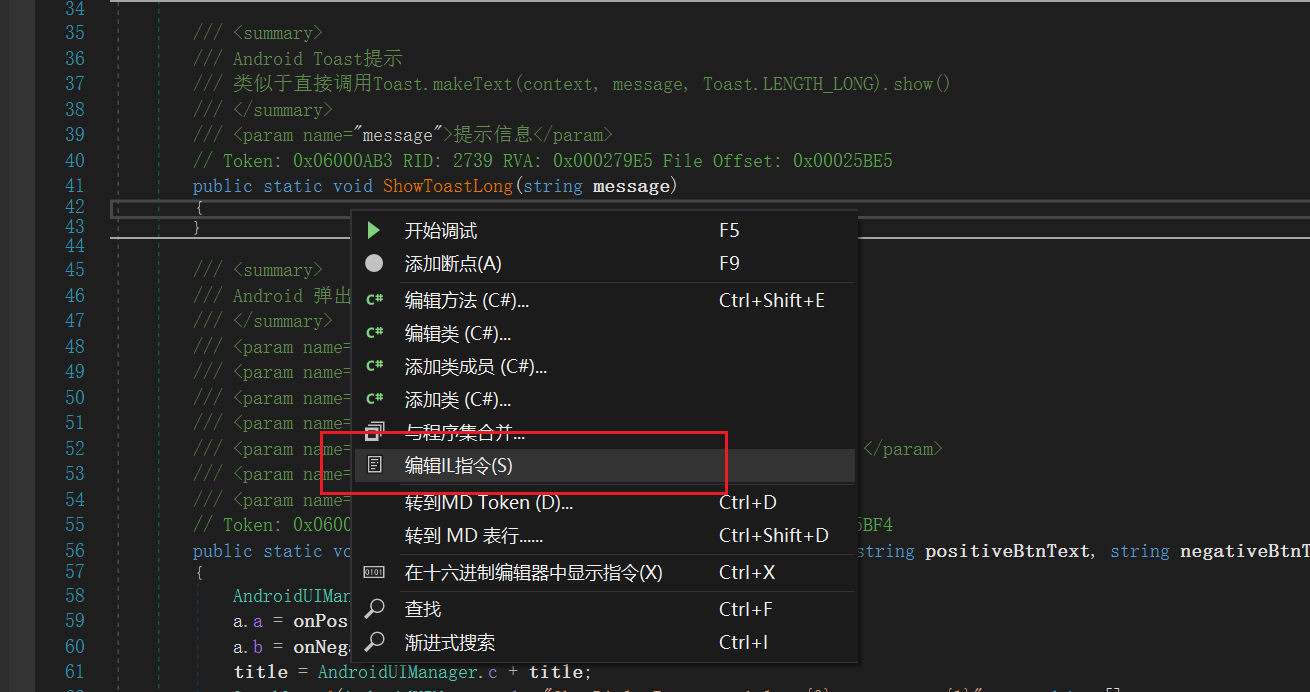 34
35 /// <summary>
36 /// Android Toast提示
37 /// 类似于直接调用Toast.makeText(context, message, Toast.LENGTH_LONG).show()
38 /// </summary>
39 /// <param name="message">提示信息</param>
40 // Token: 0x06000AB3 RID: 2739 RVA: 0x000279E5 File Offset: 0x00025BE5
41 public static void ShowToastLong(string message)
42 {
43 }
44
45 /// <summary>
46 /// Android 弹出
47 /// </summary>
48 /// <param name=
49 /// <param name=
50 /// <param name=
51 /// <param name=
52 /// <param name= </param>
53 /// <param name=
54 /// <param name=
55 // Token: 0x0600 5BF4
56 public static vo string positiveBtnText, string negativeBtnT
57 {
58 AndroidUIMan
59 a.a = onPos
60 a.b = onNega
61 title = AndroidUIManager.c + title;
开始调试 F5
添加断点(A) F9
编辑方法 (C#)... Ctrl+Shift+E
编辑类 (C#)...
添加类成员 (C#)...
添加类 (C#)...
与程序集合并...
编辑IL指令(S)
转到MD Token (D)... Ctrl+D
转到 MD 表行...... Ctrl+Shift+D
在十六进制编辑器中显示指令(X) Ctrl+X
查找 Ctrl+F
渐进式搜索 Ctrl+I